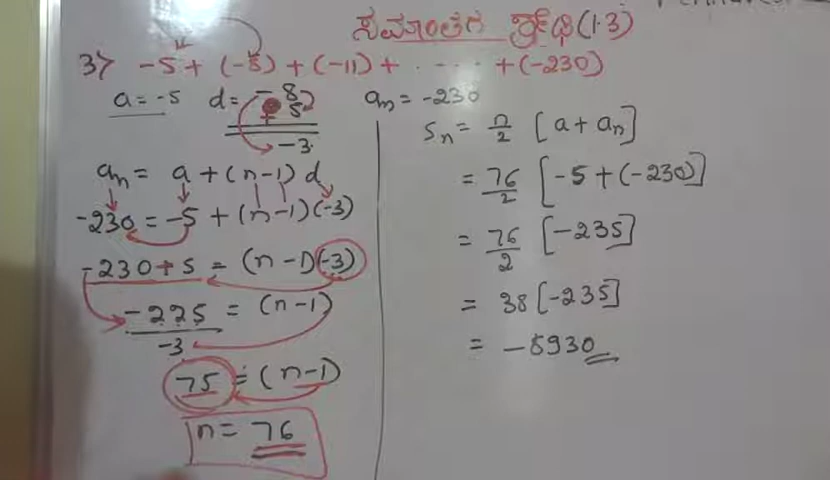 ಸಮಾಂತರ ಶ್ರೇಢಿ (1.3)
3> -5 + (-8) + (-11) + ..... + (-230)
a = -5 d = -8 + 5 aₙ = -230
-3
aₙ = a + (n-1) d
-230 = -5 + (n-1)(-3)
-230+5 = (n-1)(-3)
-225/-3 = (n-1)
75 = (n-1)
n = 76
Sₙ = n/2 [a + aₙ]
= 76/2 [-5 + (-230)]
= 76/2 [-235]
= 38 [-235]
= -8930